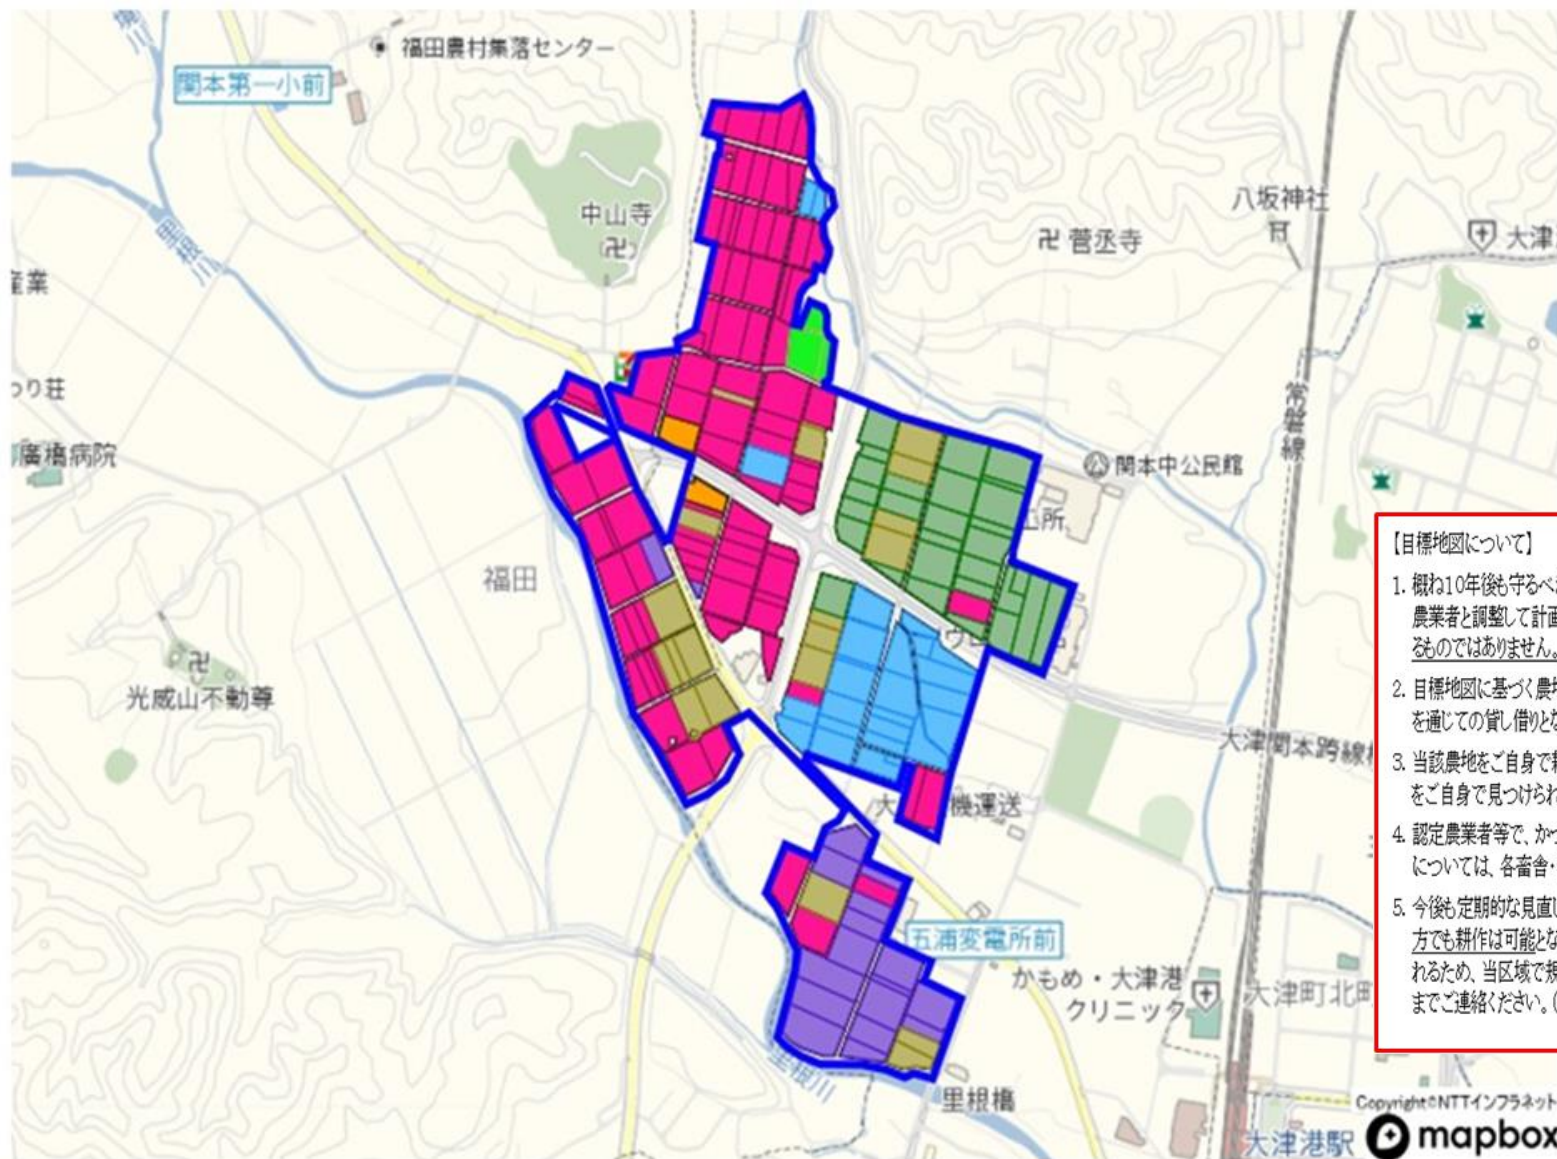 福田農村集落センター
関本第一小前
八坂神社
中山寺
菅丞寺
大津
里根川
産業
常磐線
わり荘
廣橋病院
関本中公民館
福田
光威山不動尊
大津関本跨線
機運送
五浦変電所前
かもめ・大津港
クリニック
大津町北町
里根川
里根橋
大津港駅
【目標地図について】
1. 概ね10年後も守るべ
農業者と調整して計画
るものではありません。
2. 目標地図に基づく農地
を通じての貸し借りとな
3. 当該農地をご自身で耕
をご自身で見つけられ
4. 認定農業者等で、かつ
については、各畜舎・
5. 今後も定期的な見直し
方でも耕作は可能とな
れるため、当区域で規
までご連絡ください。(
Copyright©NTTインフラネット
mapbox